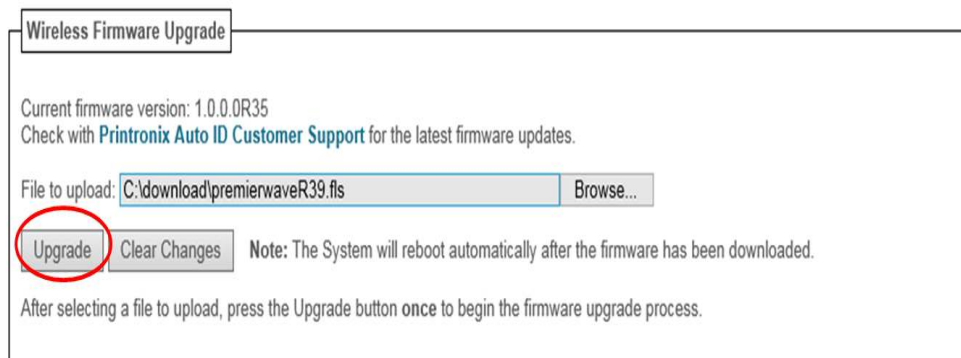 Wireless Firmware Upgrade
Current firmware version: 1.0.0.0R35
Check with Printronix Auto ID Customer Support for the latest firmware updates.
File to upload: C:\download\premierwaveR39.fls Browse...
Upgrade Clear Changes Note: The System will reboot automatically after the firmware has been downloaded.
After selecting a file to upload, press the Upgrade button once to begin the firmware upgrade process.